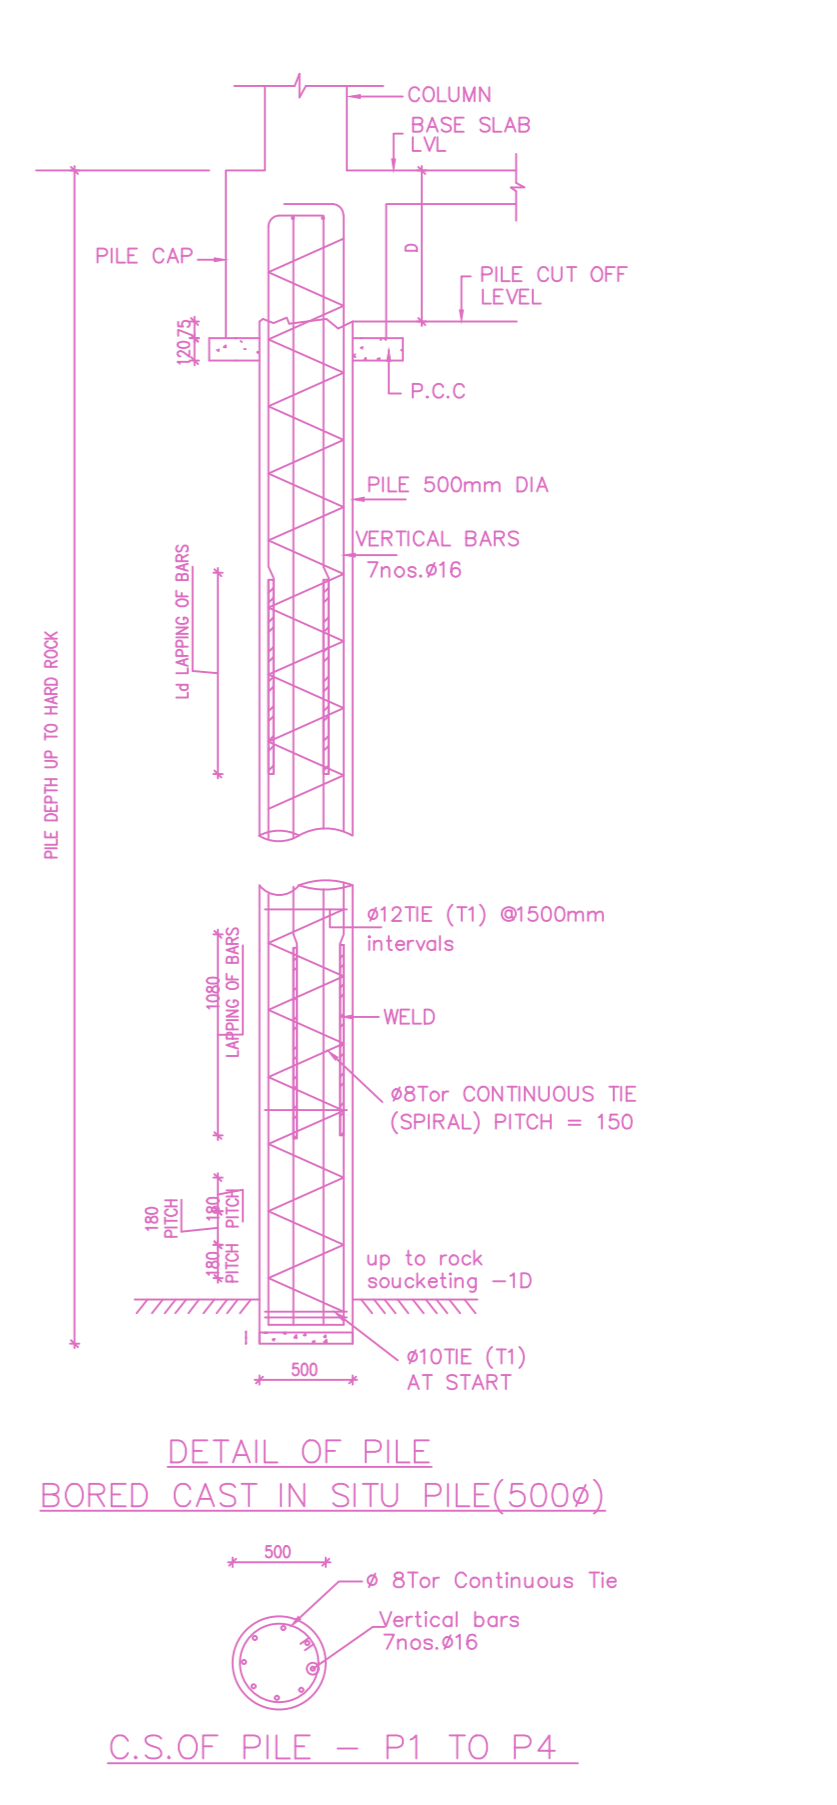 COLUMN
BASE SLAB
LVL
PILE CAP
D
PILE CUT OFF
LEVEL
75
120
P.C.C
PILE 500mm DIA
VERTICAL BARS
7nos.ø16
Ld LAPPING OF BARS
PILE DEPTH UP TO HARD ROCK
ø12TIE (T1) @1500mm
intervals
1080
LAPPING OF BARS
WELD
ø8Tor CONTINUOUS TIE
(SPIRAL) PITCH = 150
180
PITCH
180
PITCH
180
PITCH
up to rock
soucketing -1D
ø10TIE (T1)
AT START
500
DETAIL OF PILE
BORED CAST IN SITU PILE(500ø)
500
ø 8Tor Continuous Tie
Vertical bars
7nos.ø16
C.S.OF PILE - P1 TO P4